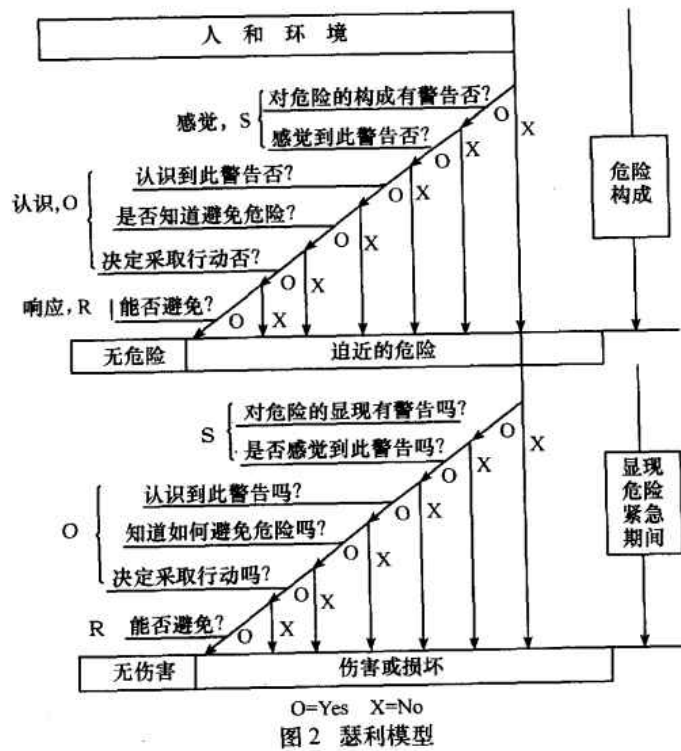 人和环境
感觉, S
对危险的构成有警告否?
感觉到此警告否?
O
X
O
X
认识, O
认识到此警告否?
是否知道避免危险?
决定采取行动否?
O
X
O
X
O
X
响应, R
能否避免?
O
X
危险
构成
无危险
迫近的危险
S
对危险的显现有警告吗?
是否感觉到此警告吗?
O
X
O
X
O
认识到此警告吗?
知道如何避免危险吗?
决定采取行动吗?
O
X
O
X
O
X
R
能否避免?
O
X
显现
危险
紧急
期间
无伤害
伤害或损坏
O=Yes X=No
图2 瑟利模型